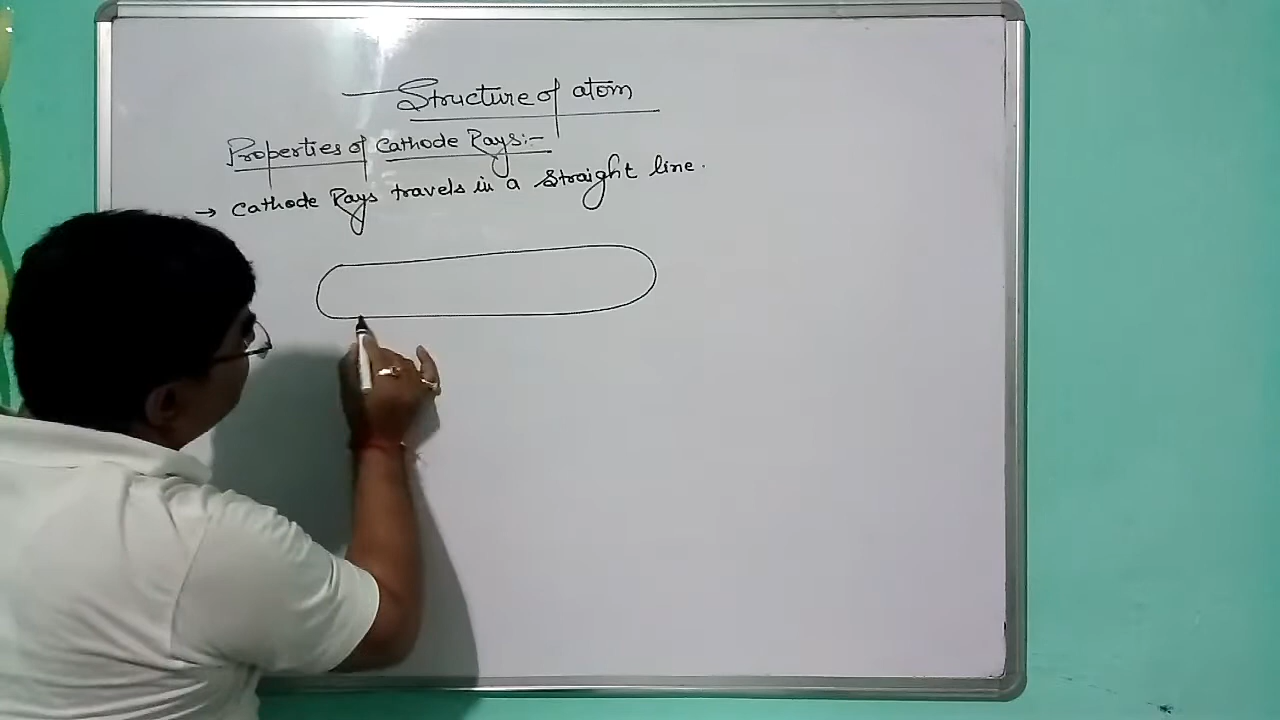 Structure of atom
Properties of Cathode Rays:-
→ Cathode Rays travels in a straight line.